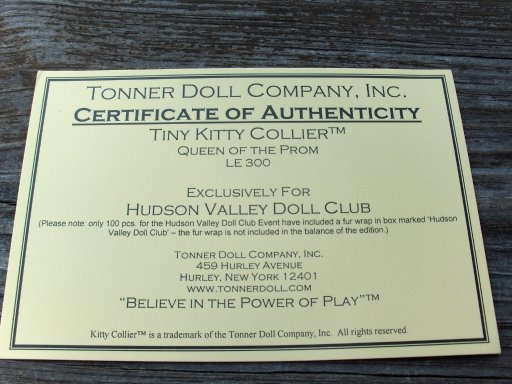 TONNER DOLL COMPANY, INC.
CERTIFICATE OF AUTHENTICITY
TINY KITTY COLLIER™
QUEEN OF THE PROM
LE 300
EXCLUSIVELY FOR
HUDSON VALLEY DOLL CLUB
(Please note: only 100 pcs. for the Hudson Valley Doll Club Event have included a fur wrap in box marked 'Hudson
Valley Doll Club' – the fur wrap is not included in the balance of the edition.)
TONNER DOLL COMPANY, INC.
459 HURLEY AVENUE
HURLEY, NEW YORK 12401
WWW.TONNERDOLL.COM
"BELIEVE IN THE POWER OF PLAY"™
Kitty Collier™ is a trademark of the Tonner Doll Company, Inc. All rights reserved.